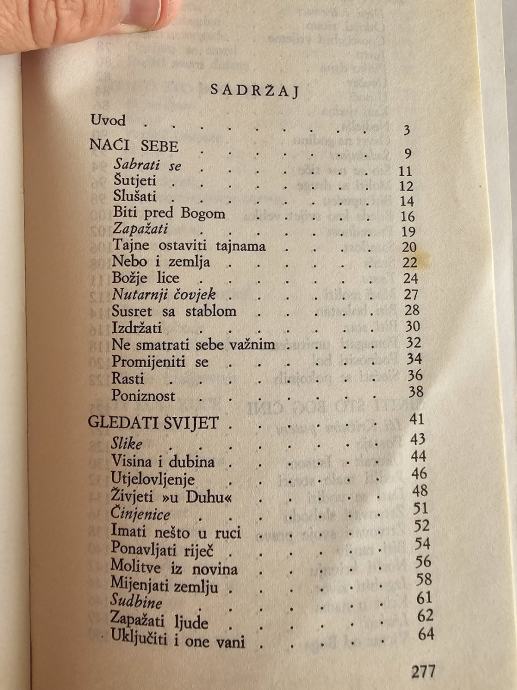 SADRŽAJ
Uvod . . . . . . . . 3
NAĆI SEBE . . . . . . 9
Sabrati se . . . . . . . 11
Šutjeti . . . . . . . 12
Slušati . . . . . . . 14
Biti pred Bogom . . . . . 16
Zapažati . . . . . . . 19
Tajne ostaviti tajnama . . . . 20
Nebo i zemlja . . . . . . 22
Božje lice . . . . . . 24
Nutarnji čovjek . . . . . 27
Susret sa stablom . . . . . 28
Izdržati . . . . . . . 30
Ne smatrati sebe važnim . . . . 32
Promijeniti se . . . . . . 34
Rasti . . . . . . . 36
Poniznost . . . . . . 38
GLEDATI SVIJET . . . . . 41
Slike . . . . . . . 43
Visina i dubina . . . . . 44
Utjelovljenje . . . . . . 46
Živjeti »u Duhu« . . . . . 48
Činjenice . . . . . . 51
Imati nešto u ruci . . . . . 52
Ponavljati riječ . . . . . 54
Molitve iz novina . . . . . 56
Mijenjati zemlju . . . . . 58
Sudbine . . . . . . 61
Zapažati ljude . . . . . 62
Uključiti i one vani . . . . 64
277